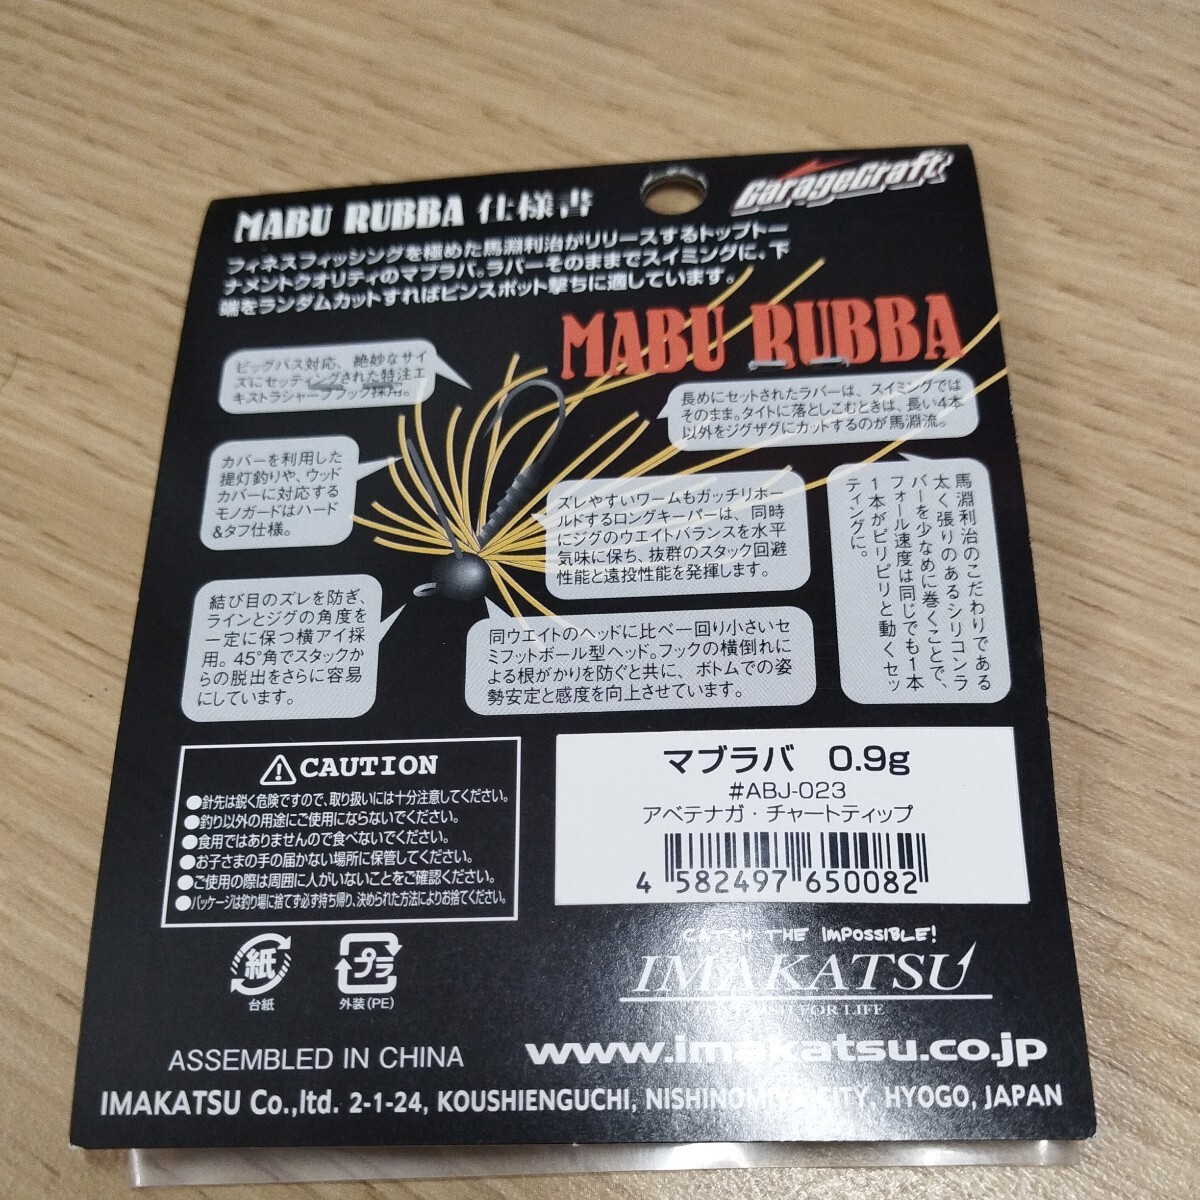 GarageCraft
MABU RUBBA 仕様書
フィネスフィッシングを極めた馬淵利治がリリースするトップトー
ナメントクオリティのマブラバ。ラバーそのままでスイミングに、下
端をランダムカットすればピンスポット撃ちに適しています。
MABU RUBBA
ビッグバス対応、絶妙なサイ
ズにセッティングされた特注エ
キストラシャープフック採用。
長めにセットされたラバーは、スイミングでは
そのまま。タイトに落としこむときは、長い4本
以外をジグザグにカットするのが馬淵流。
カバーを利用した
提灯釣りや、ウッド
カバーに対応する
モノガードはハード
&タフ仕様。
ズレやすいワームもガッチリホー
ルドするロングキーパーは、同時
にジグのウエイトバランスを水平
気味に保ち、抜群のスタック回避
性能と遠投性能を発揮します。
馬淵利治のこだわりである
太く張りのあるシリコンラ
バーを少なめに巻くことで、
フォール速度は同じでも1本
1本がピリピリと動くセッ
ティングに。
結び目のズレを防ぎ、
ラインとジグの角度を
一定に保つ横アイ採
用。45°角でスタックか
らの脱出をさらに容易
にしています。
同ウエイトのヘッドに比べ一回り小さいセ
ミフットボール型ヘッド。フックの横倒れに
よる根がかりを防ぐと共に、ボトムでの姿
勢安定と感度を向上させています。
CAUTION
●針先は鋭く危険ですので、取り扱いには十分注意してください。
●釣り以外の用途にご使用にならないでください。
●食用ではありませんので食べないでください。
●お子さまの手の届かない場所に保管してください。
●ご使用の際は周囲に人がいないことをご確認ください。
●パッケージは釣り場に捨てず必ず持ち帰り、決められた方法によりお捨てください。
マブラバ 0.9g
#ABJ-023
アベテナガ・チャートティップ
4 582497 650082
紙
台紙
プラ
外装(PE)
CATCH THE IMPOSSIBLE!
IMAKATSU
FISH FOR LIFE
ASSEMBLED IN CHINA
www.imakatsu.co.jp
IMAKATSU Co.,ltd. 2-1-24, KOUSHIENGUCHI, NISHINOMIYA CITY, HYOGO, JAPAN